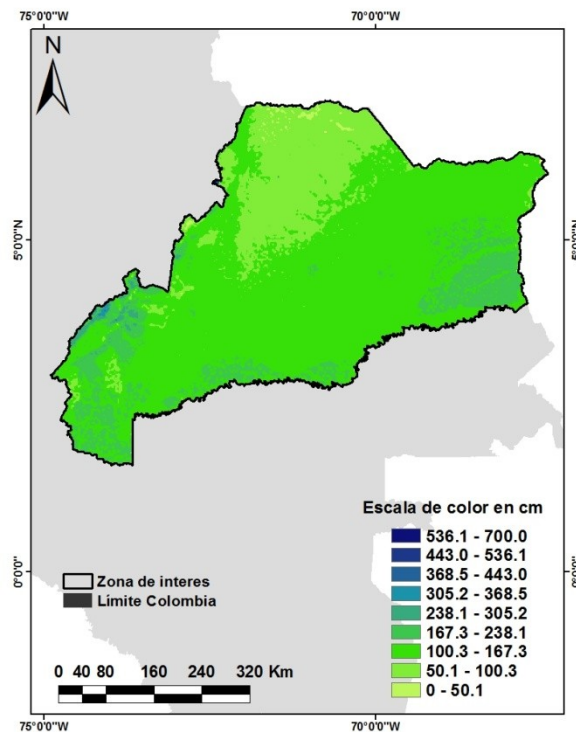 75°0'0"W 70°0'0"W
N
5°0'0"N 5°0'0"N
Escala de color en cm
536.1 - 700.0
443.0 - 536.1
368.5 - 443.0
305.2 - 368.5
238.1 - 305.2
167.3 - 238.1
100.3 - 167.3
50.1 - 100.3
0 - 50.1
0°0'0" 0°0'0"
Zona de interes
Limite Colombia
0 40 80 160 240 320 Km
75°0'0"W 70°0'0"W